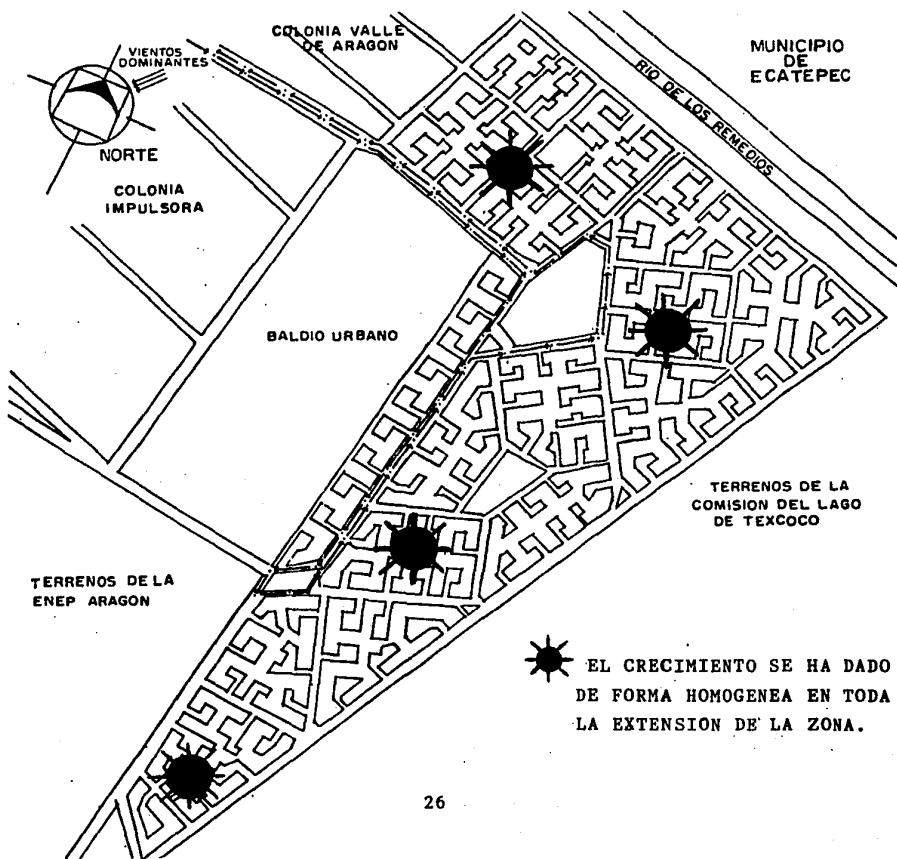 COLONIA VALLE
DE ARAGON
MUNICIPIO
DE
ECATEPEC
VIENTOS
DOMINANTES
RIO DE LOS REMEDIOS
NORTE
COLONIA
IMPULSORA
BALDIO URBANO
TERRENOS DE LA
COMISION DEL LAGO
DE TEXCOCO
TERRENOS DE LA
ENEP ARAGON
EL CRECIMIENTO SE HA DADO
DE FORMA HOMOGENEA EN TODA
LA EXTENSION DE LA ZONA.
26